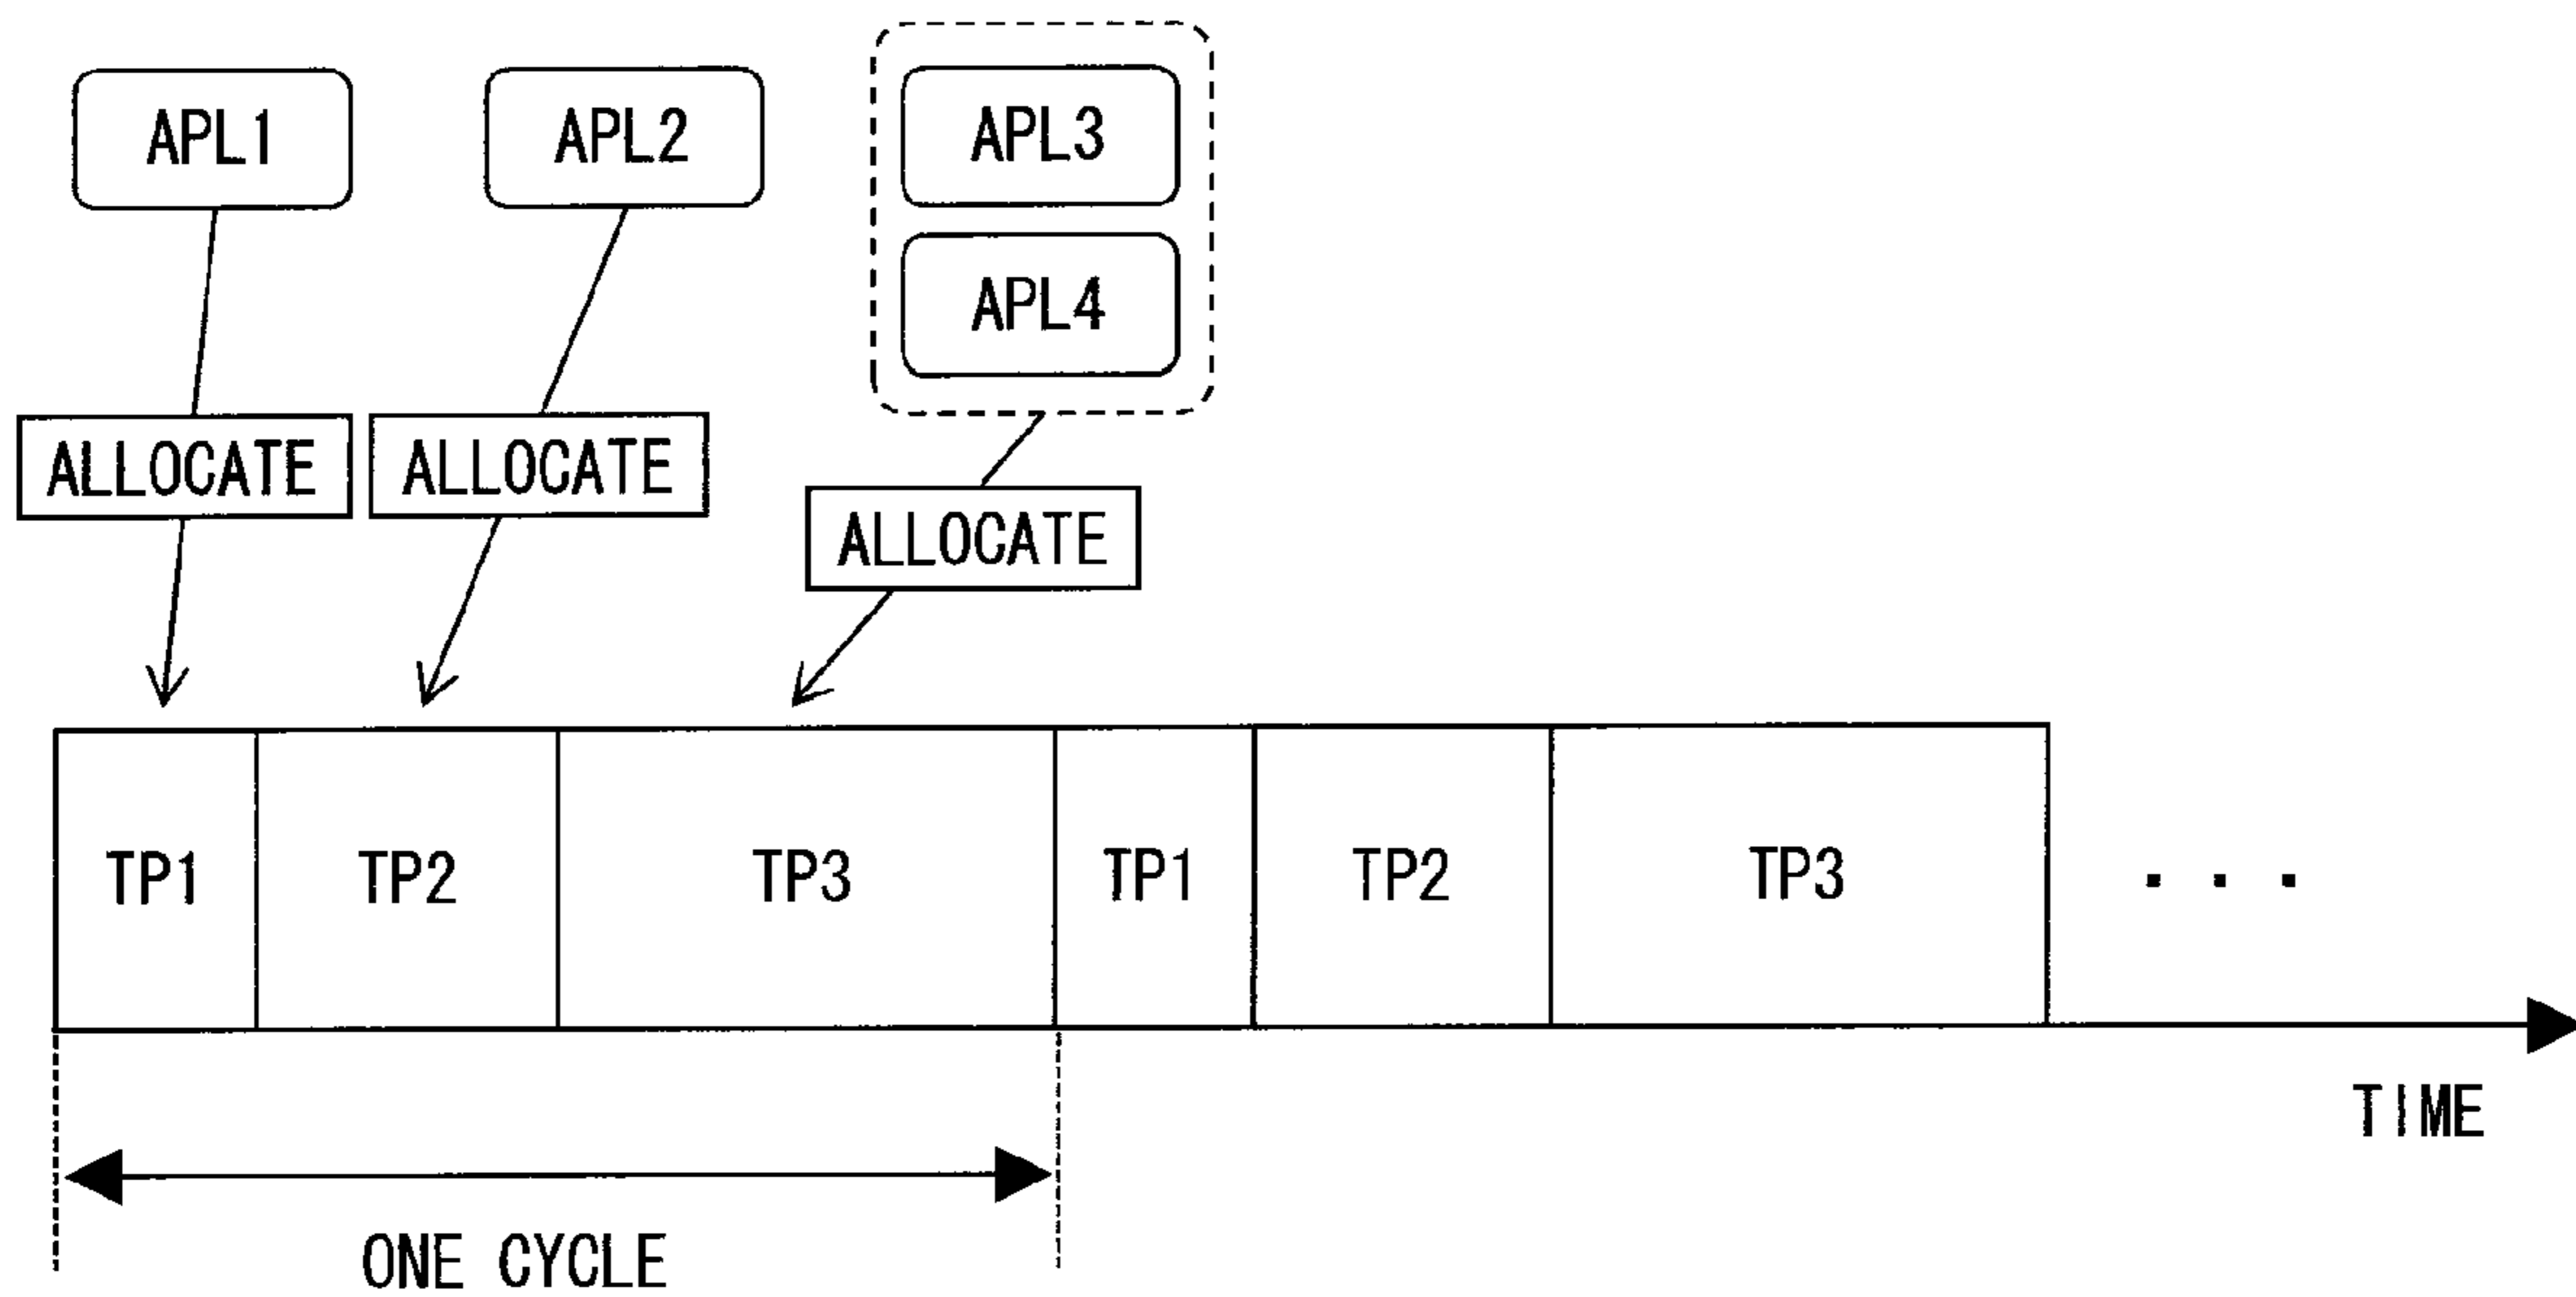 APL1
APL2
APL3
APL4
ALLOCATE
ALLOCATE
ALLOCATE
TP1
TP2
TP3
TP1
TP2
TP3
. . .
TIME
ONE CYCLE